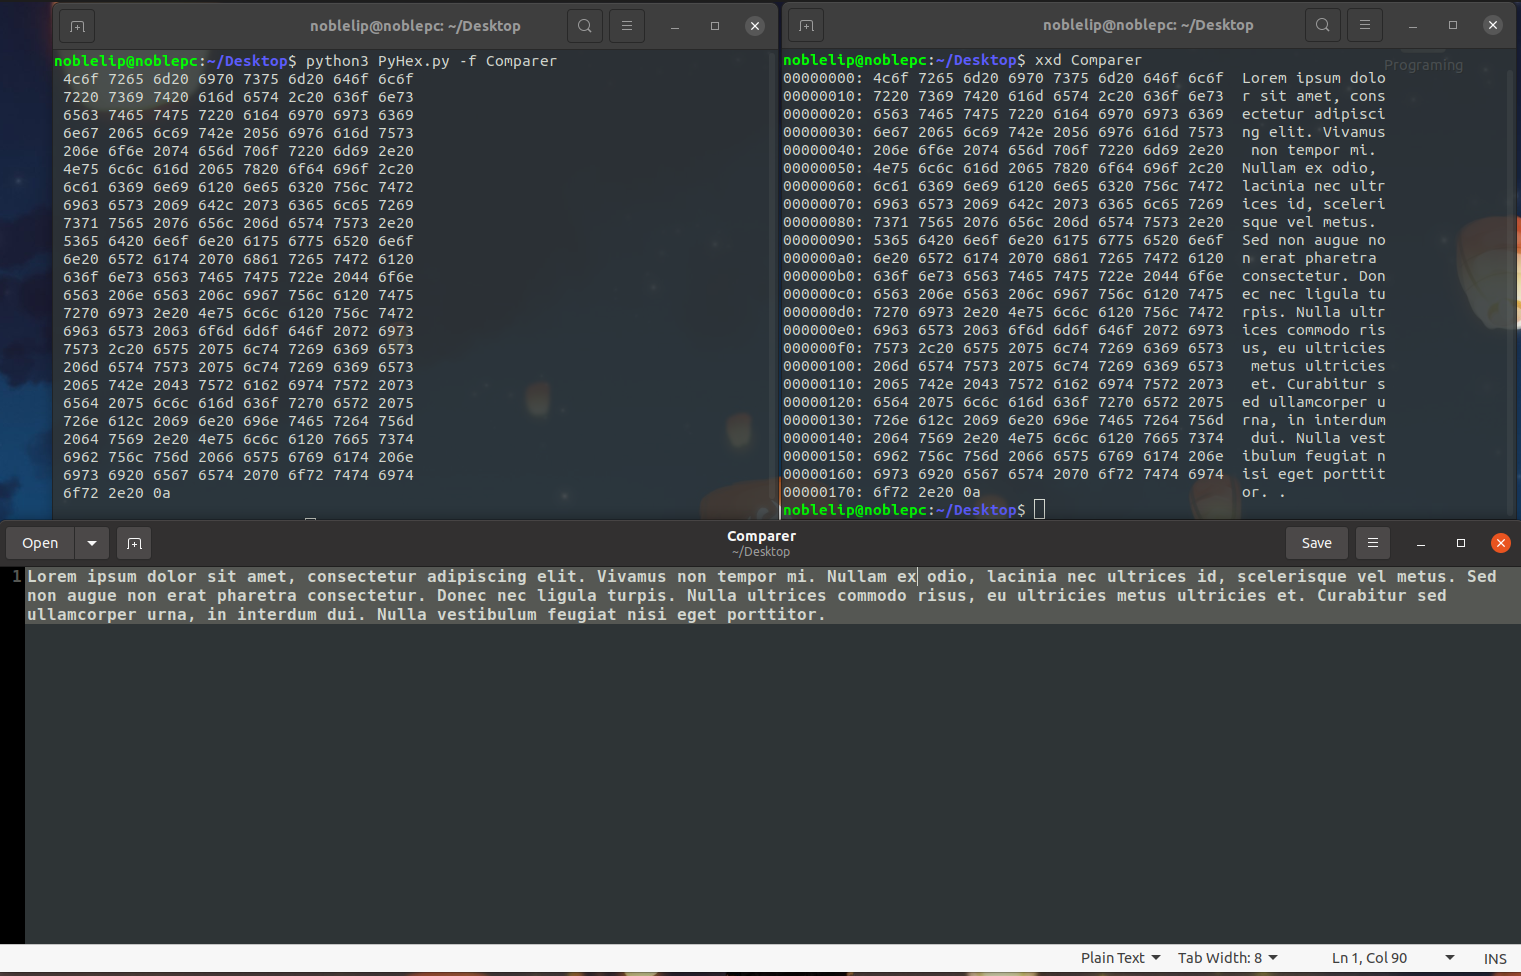 noblelip@noblepc: ~/Desktop
noblelip@noblepc:~/Desktop$ python3 PyHex.py -f Comparer
4c6f 7265 6d20 6970 7375 6d20 646f 6c6f
7220 7369 7420 616d 6574 2c20 636f 6e73
6563 7465 7475 7220 6164 6970 6973 6369
6e67 2065 6c69 742e 2056 6976 616d 7573
206e 6f6e 2074 656d 706f 7220 6d69 2e20
4e75 6c6c 616d 2065 7820 6f64 696f 2c20
6c61 6369 6e69 6120 6e65 6320 756c 7472
6963 6573 2069 642c 2073 6365 6c65 7269
7371 7565 2076 656c 206d 6574 7573 2e20
5365 6420 6e6f 6e20 6175 6775 6520 6e6f
6e20 6572 6174 2070 6861 7265 7472 6120
636f 6e73 6563 7465 7475 722e 2044 6f6e
6563 206e 6563 206c 6967 756c 6120 7475
7270 6973 2e20 4e75 6c6c 6120 756c 7472
6963 6573 2063 6f6d 6d6f 646f 2072 6973
7573 2c20 6575 2075 6c74 7269 6369 6573
206d 6574 7573 2075 6c74 7269 6369 6573
2065 742e 2043 7572 6162 6974 7572 2073
6564 2075 6c6c 616d 636f 7270 6572 2075
726e 612c 2069 6e20 696e 7465 7264 756d
2064 7569 2e20 4e75 6c6c 6120 7665 7374
6962 756c 756d 2066 6575 6769 6174 206e
6973 6920 6567 6574 2070 6f72 7474 6974
6f72 2e20 0a
noblelip@noblepc: ~/Desktop
Programing
noblelip@noblepc:~/Desktop$ xxd Comparer
00000000: 4c6f 7265 6d20 6970 7375 6d20 646f 6c6f  Lorem ipsum dolo
00000010: 7220 7369 7420 616d 6574 2c20 636f 6e73  r sit amet, cons
00000020: 6563 7465 7475 7220 6164 6970 6973 6369  ectetur adipisci
00000030: 6e67 2065 6c69 742e 2056 6976 616d 7573  ng elit. Vivamus
00000040: 206e 6f6e 2074 656d 706f 7220 6d69 2e20   non tempor mi.
00000050: 4e75 6c6c 616d 2065 7820 6f64 696f 2c20  Nullam ex odio,
00000060: 6c61 6369 6e69 6120 6e65 6320 756c 7472  lacinia nec ultr
00000070: 6963 6573 2069 642c 2073 6365 6c65 7269  ices id, sceleri
00000080: 7371 7565 2076 656c 206d 6574 7573 2e20  sque vel metus.
00000090: 5365 6420 6e6f 6e20 6175 6775 6520 6e6f  Sed non augue no
000000a0: 6e20 6572 6174 2070 6861 7265 7472 6120  n erat pharetra
000000b0: 636f 6e73 6563 7465 7475 722e 2044 6f6e  consectetur. Don
000000c0: 6563 206e 6563 206c 6967 756c 6120 7475  ec nec ligula tu
000000d0: 7270 6973 2e20 4e75 6c6c 6120 756c 7472  rpis. Nulla ultr
000000e0: 6963 6573 2063 6f6d 6d6f 646f 2072 6973  ices commodo ris
000000f0: 7573 2c20 6575 2075 6c74 7269 6369 6573  us, eu ultricies
00000100: 206d 6574 7573 2075 6c74 7269 6369 6573   metus ultricies
00000110: 2065 742e 2043 7572 6162 6974 7572 2073   et. Curabitur s
00000120: 6564 2075 6c6c 616d 636f 7270 6572 2075  ed ullamcorper u
00000130: 726e 612c 2069 6e20 696e 7465 7264 756d  rna, in interdum
00000140: 2064 7569 2e20 4e75 6c6c 6120 7665 7374   dui. Nulla vest
00000150: 6962 756c 756d 2066 6575 6769 6174 206e  ibulum feugiat n
00000160: 6973 6920 6567 6574 2070 6f72 7474 6974  isi eget porttit
00000170: 6f72 2e20 0a  or. .
noblelip@noblepc:~/Desktop$
Open
Comparer
~/Desktop
Save
1 Lorem ipsum dolor sit amet, consectetur adipiscing elit. Vivamus non tempor mi. Nullam ex odio, lacinia nec ultrices id, scelerisque vel metus. Sed
non augue non erat pharetra consectetur. Donec nec ligula turpis. Nulla ultrices commodo risus, eu ultricies metus ultricies et. Curabitur sed
ullamcorper urna, in interdum dui. Nulla vestibulum feugiat nisi eget porttitor.
Plain Text Tab Width: 8 Ln 1, Col 90 INS